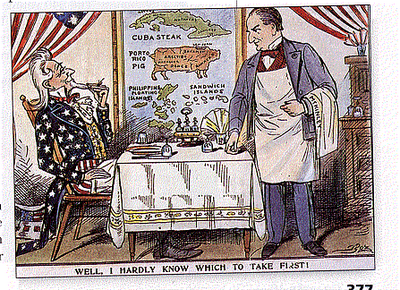 CUBA STEAK
PORTO
RICO
PIG
PHILIPPINE
FLOATING
ISLANDS
SANDWICH
ISLANDS
WELL, I HARDLY KNOW WHICH TO TAKE FIRST!
377